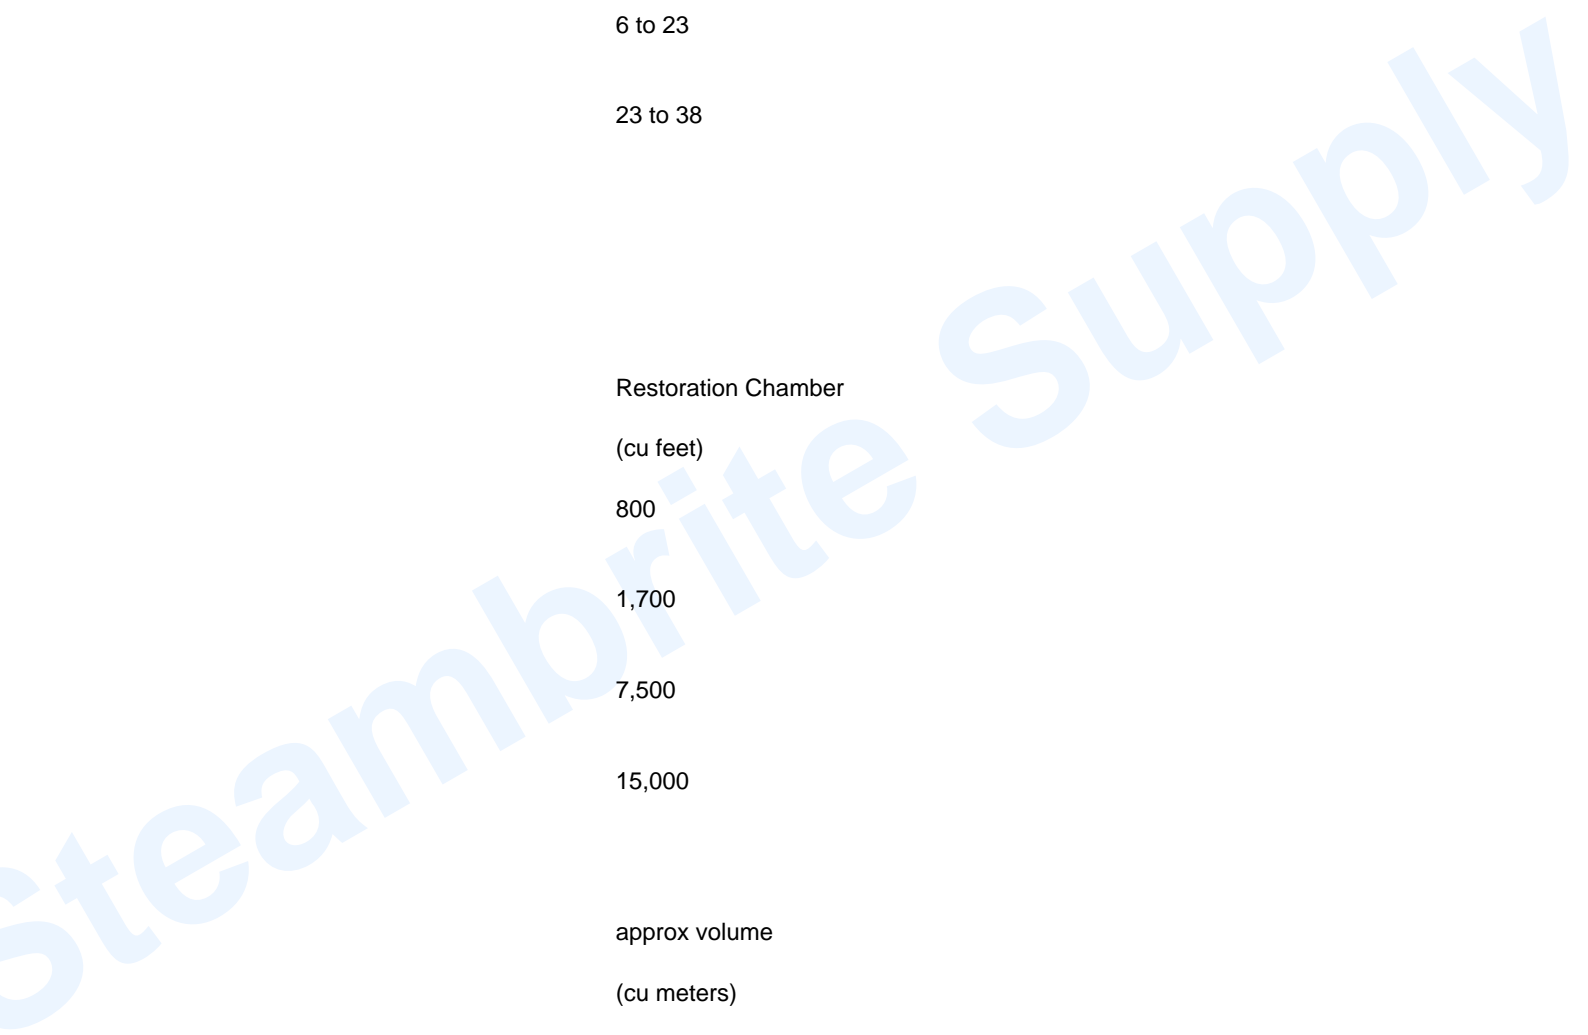 6 to 23
23 to 38
Restoration Chamber
(cu feet)
800
1,700
7,500
15,000
approx volume
(cu meters)
Steambrite Supply